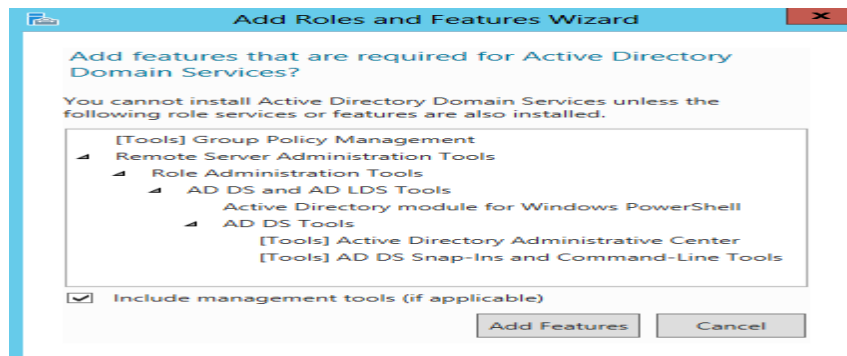 Add Roles and Features Wizard
Add features that are required for Active Directory
Domain Services?
You cannot install Active Directory Domain Services unless the
following role services or features are also installed.
[Tools] Group Policy Management
Remote Server Administration Tools
Role Administration Tools
AD DS and AD LDS Tools
Active Directory module for Windows PowerShell
AD DS Tools
[Tools] Active Directory Administrative Center
[Tools] AD DS Snap-Ins and Command-Line Tools
Include management tools (if applicable)
Add Features Cancel